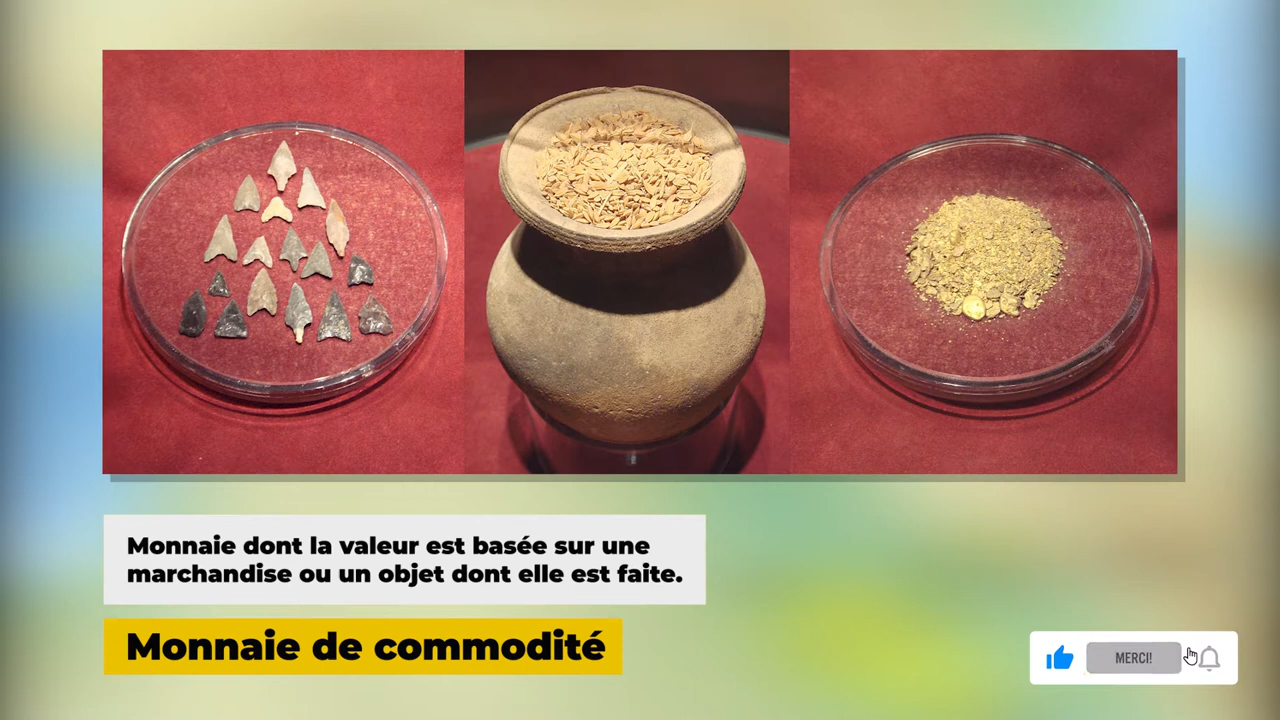 Monnaie dont la valeur est basée sur une
marchandise ou un objet dont elle est faite.
Monnaie de commodité
MERCI!